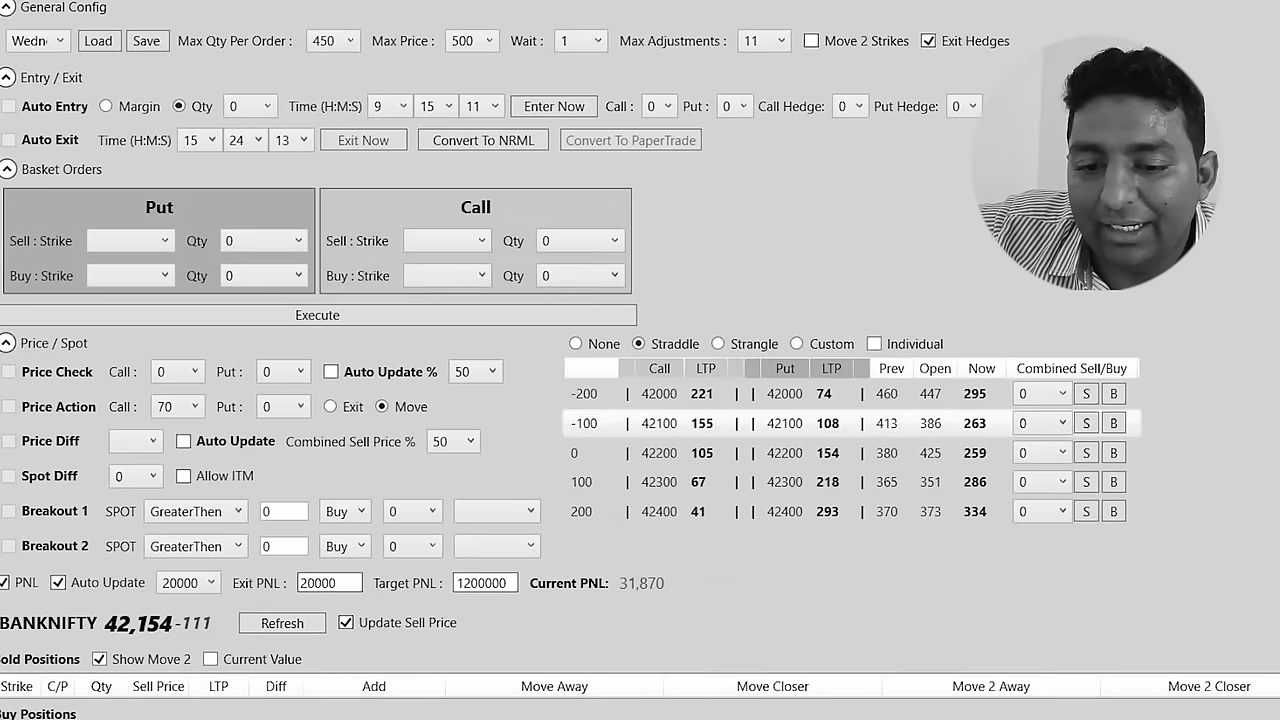 General Config
Wedn Load Save Max Qty Per Order : 450 Max Price : 500 Wait : 1 Max Adjustments : 11 Move 2 Strikes Exit Hedges
Entry / Exit
Auto Entry Margin Qty 0 Time (H:M:S) 9 15 11 Enter Now Call : 0 Put : 0 Call Hedge: 0 Put Hedge: 0
Auto Exit Time (H:M:S) 15 24 13 Exit Now Convert To NRML Convert To PaperTrade
Basket Orders
Put Call
Sell : Strike Qty 0 Sell : Strike Qty 0
Buy : Strike Qty 0 Buy : Strike Qty 0
Execute
Price / Spot None Straddle Strangle Custom Individual
Price Check Call : 0 Put : 0 Auto Update % 50
Price Action Call : 70 Put : 0 Exit Move
Price Diff Auto Update Combined Sell Price % 50
Spot Diff 0 Allow ITM
Breakout 1 SPOT GreaterThen 0 Buy 0
Breakout 2 SPOT GreaterThen 0 Buy 0
Call LTP Put LTP Prev Open Now Combined Sell/Buy
-200 | 42000 221 | | 42000 74 | 460 447 295 0 S B
-100 | 42100 155 | | 42100 108 | 413 386 263 0 S B
0 | 42200 105 | | 42200 154 | 380 425 259 0 S B
100 | 42300 67 | | 42300 218 | 365 351 286 0 S B
200 | 42400 41 | | 42400 293 | 370 373 334 0 S B
PNL Auto Update 20000 Exit PNL : 20000 Target PNL : 1200000 Current PNL: 31,870
BANKNIFTY 42,154 -111 Refresh Update Sell Price
old Positions Show Move 2 Current Value
Strike C/P Qty Sell Price LTP Diff Add Move Away Move Closer Move 2 Away Move 2 Closer
Buy Positions